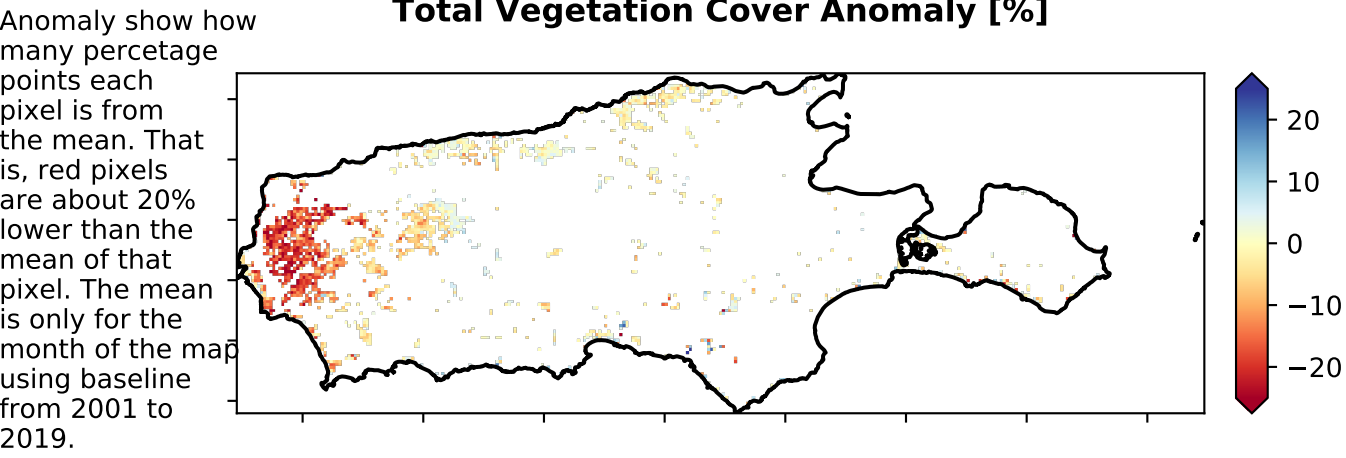 Total Vegetation Cover Anomaly [%]
Anomaly show how
many percetage
points each
pixel is from
the mean. That
is, red pixels
are about 20%
lower than the
mean of that
pixel. The mean
is only for the
month of the map
using baseline
from 2001 to
2019.
20
10
0
−10
−20